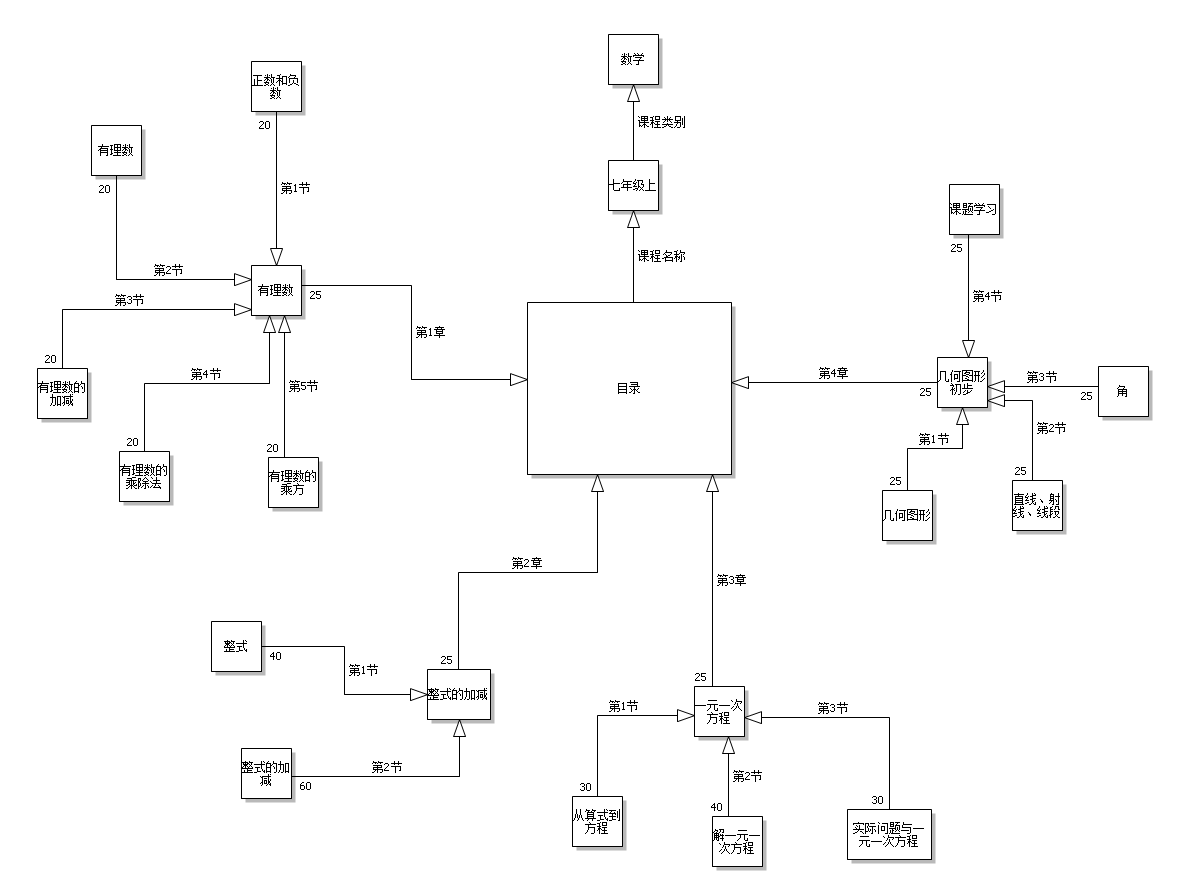 数学
课程类别
七年级上
课程名称
目录
正数和负
数
20
第1节
有理数
20
第2节
第3节
有理数
25
第1章
20
有理数的
加减
第4节
20
有理数的
乘除法
第5节
20
有理数的
乘方
课题学习
25
第4节
第4章
25
几何图形
初步
第3节
25
角
第2节
25
直线、射
线、线段
第1节
25
几何图形
第2章
25
整式的加减
整式
40
第1节
整式的加
减
60
第2节
第3章
25
一元一次
方程
第1节
30
从算式到
方程
第2节
40
解一元一
次方程
第3节
30
实际问题与一
元一次方程